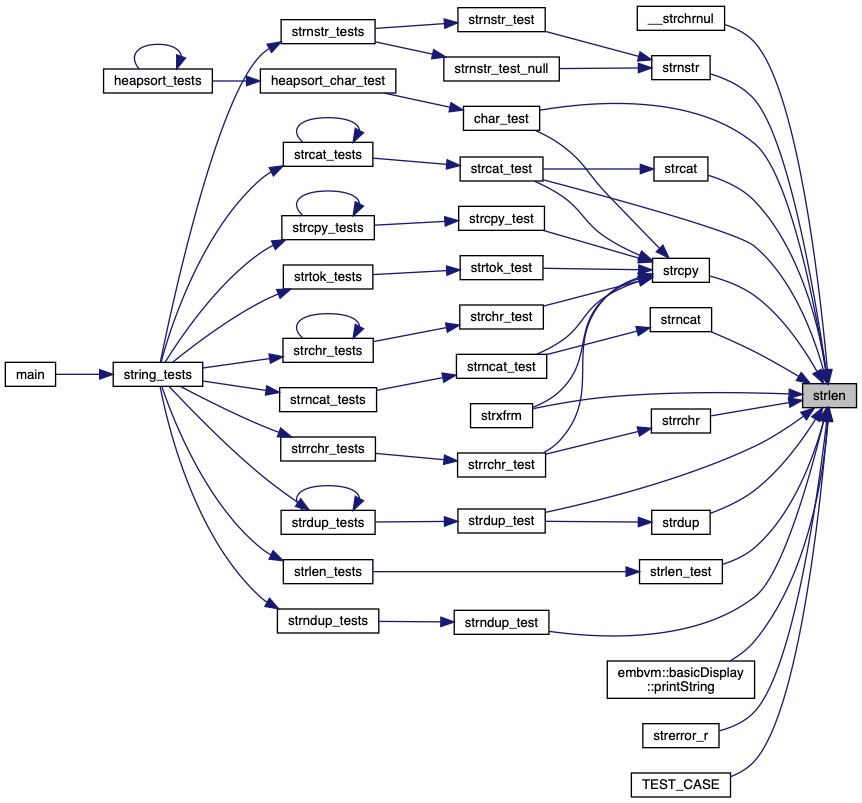 __strchrnul
strnstr_test
strnstr_tests
strnstr_test_null
strnstr
heapsort_tests
heapsort_char_test
char_test
strcat_tests
strcat_test
strcat
strcpy_tests
strcpy_test
strtok_tests
strtok_test
strcpy
strchr_tests
strchr_test
strncat
main
string_tests
strncat_test
strlen
strncat_tests
strxfrm
strrchr
strrchr_tests
strrchr_test
strdup_tests
strdup_test
strdup
strlen_tests
strlen_test
strndup_tests
strndup_test
embvm::basicDisplay
::printString
strerror_r
TEST_CASE